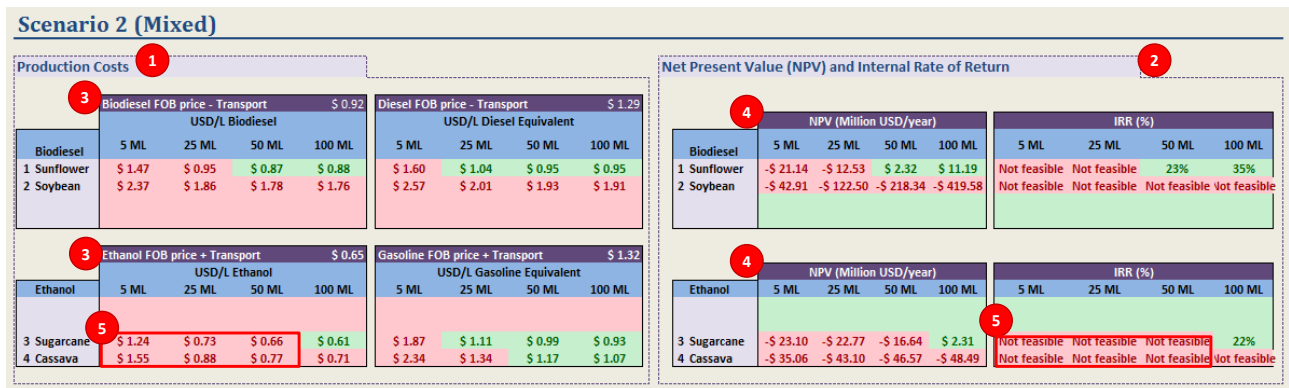 Scenario 2 (Mixed)
Production Costs 1
3 Biodiesel FOB price - Transport $ 0.92 Diesel FOB price - Transport $ 1.29
USD/L Biodiesel USD/L Diesel Equivalent
Biodiesel 5 ML 25 ML 50 ML 100 ML 5 ML 25 ML 50 ML 100 ML
1 Sunflower $ 1.47 $ 0.95 $ 0.87 $ 0.88 $ 1.60 $ 1.04 $ 0.95 $ 0.95
2 Soybean $ 2.37 $ 1.86 $ 1.78 $ 1.76 $ 2.57 $ 2.01 $ 1.93 $ 1.91
3 Ethanol FOB price + Transport $ 0.65 Gasoline FOB price + Transport $ 1.32
USD/L Ethanol USD/L Gasoline Equivalent
Ethanol 5 ML 25 ML 50 ML 100 ML 5 ML 25 ML 50 ML 100 ML
5
3 Sugarcane $ 1.24 $ 0.73 $ 0.66 $ 0.61 $ 1.87 $ 1.11 $ 0.99 $ 0.93
4 Cassava $ 1.55 $ 0.88 $ 0.77 $ 0.71 $ 2.34 $ 1.34 $ 1.17 $ 1.07
Net Present Value (NPV) and Internal Rate of Return 2
4 NPV (Million USD/year) IRR (%)
Biodiesel 5 ML 25 ML 50 ML 100 ML 5 ML 25 ML 50 ML 100 ML
1 Sunflower -$ 21.14 -$ 12.53 $ 2.32 $ 11.19 Not feasible Not feasible 23% 35%
2 Soybean -$ 42.91 -$ 122.50 -$ 218.34 -$ 419.58 Not feasible Not feasible Not feasible Not feasible
4 NPV (Million USD/year) IRR (%)
Ethanol 5 ML 25 ML 50 ML 100 ML 5 ML 25 ML 50 ML 100 ML
5
3 Sugarcane -$ 23.10 -$ 22.77 -$ 16.64 $ 2.31 Not feasible Not feasible Not feasible 22%
4 Cassava -$ 35.06 -$ 43.10 -$ 46.57 -$ 48.49 Not feasible Not feasible Not feasible Not feasible